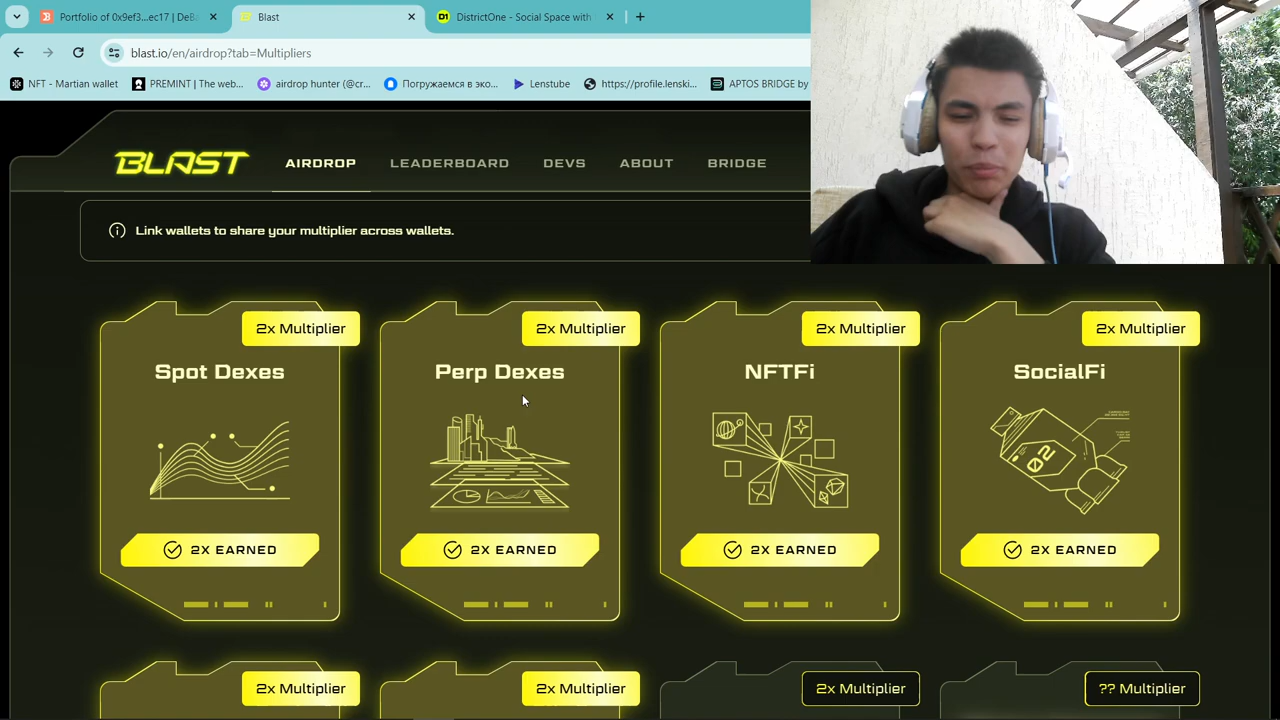 Portfolio of 0x9ef3...ec17 | DeBa
Blast
DistrictOne - Social Space with
blast.io/en/airdrop?tab=Multipliers
NFT - Martian wallet
PREMINT | The web...
airdrop hunter (@cr...
Погружаемся в эко...
Lenstube
https://profile.lenski...
APTOS BRIDGE by
BLAST
AIRDROP
LEADERBOARD
DEVS
ABOUT
BRIDGE
Link wallets to share your multiplier across wallets.
2x Multiplier
Spot Dexes
2X EARNED
2x Multiplier
Perp Dexes
2X EARNED
2x Multiplier
NFTFi
2X EARNED
2x Multiplier
SocialFi
02
2X EARNED
2x Multiplier
2x Multiplier
2x Multiplier
?? Multiplier